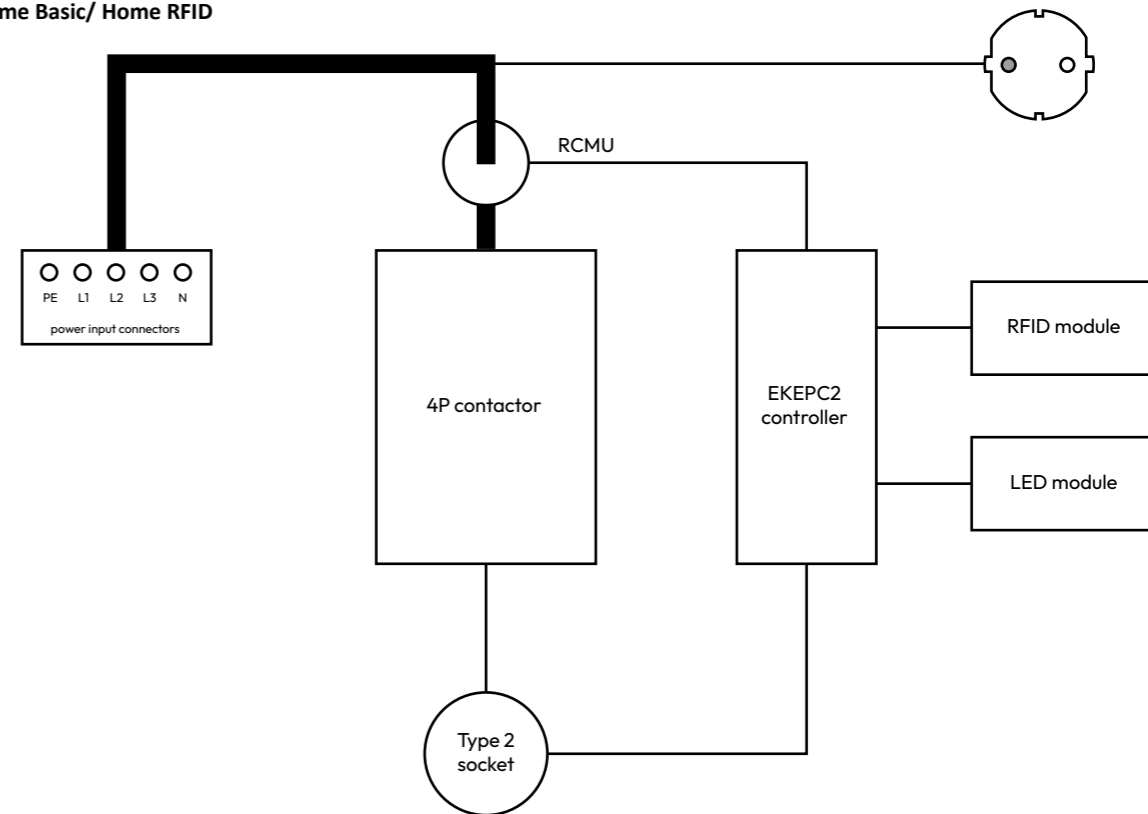 me Basic/ Home RFID
RCMU
PE L1 L2 L3 N
power input connectors
4P contactor
EKEPC2
controller
RFID module
LED module
Type 2
socket